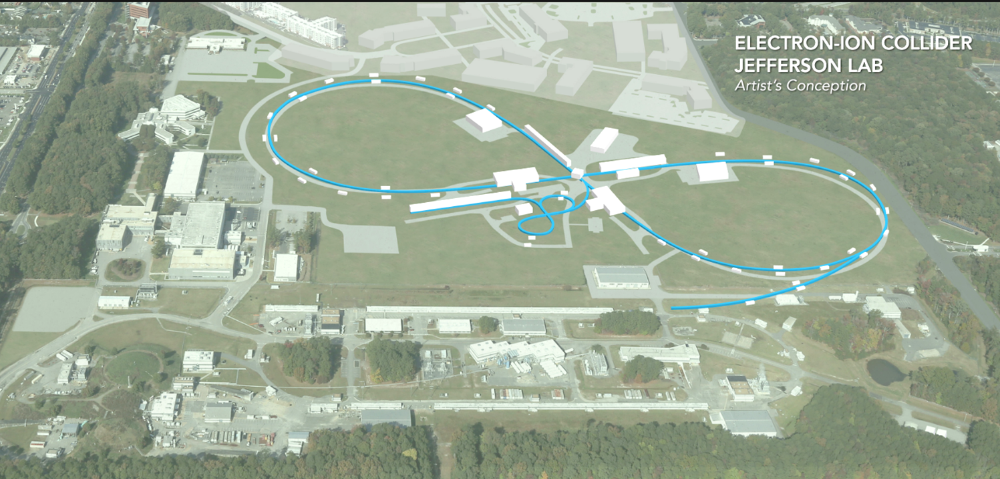 ELECTRON-ION COLLIDER
JEFFERSON LAB
Artist's Conception